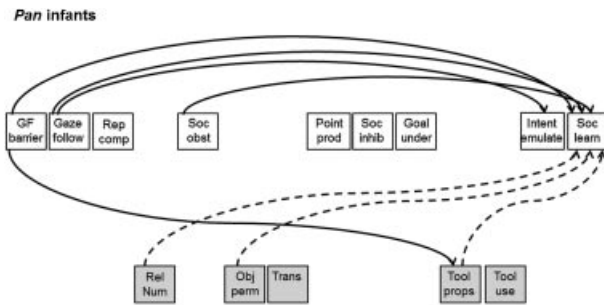 Pan infants
GF Gaze Rep Soc Point Soc Goal Intent Soc
barrier follow comp obst prod inhib under emulate learn
Rel Obj Trans Tool Tool
Num perm props use